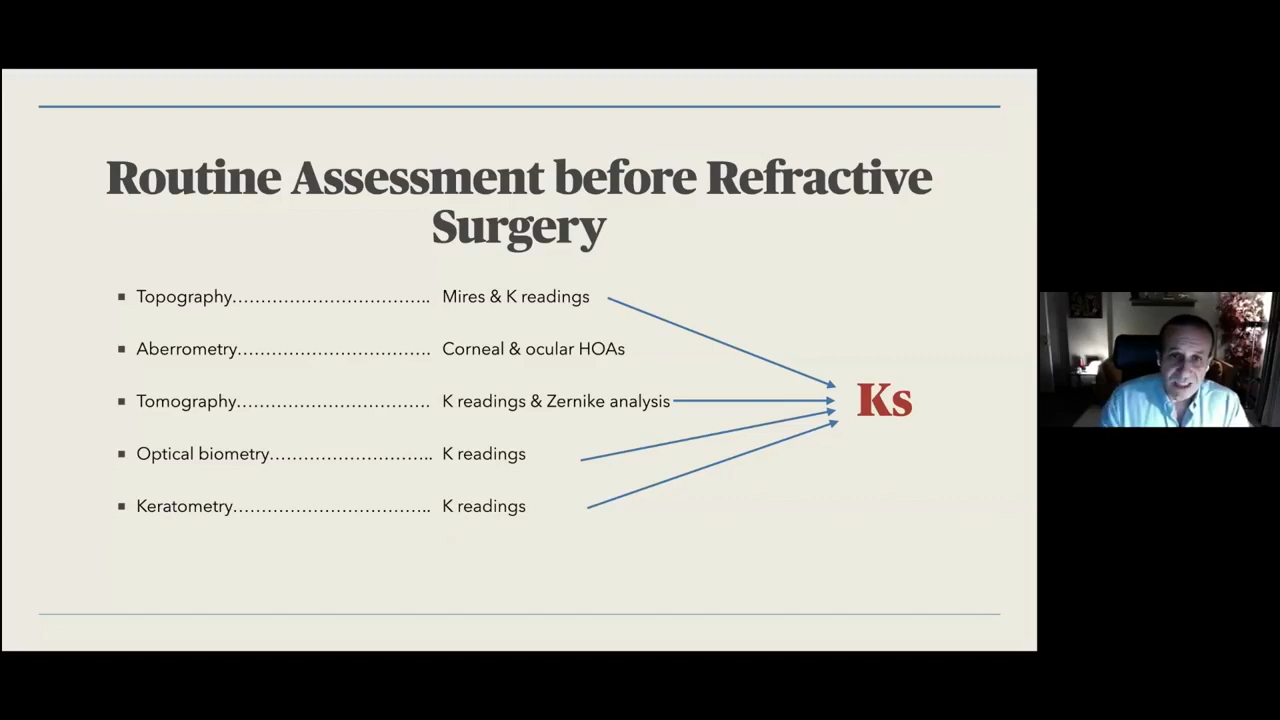 Routine Assessment before Refractive
Surgery
▪ Topography…………………………….. Mires & K readings
▪ Aberrometry……………………………. Corneal & ocular HOAs
▪ Tomography……………………………. K readings & Zernike analysis
Ks
▪ Optical biometry……………………….. K readings
▪ Keratometry…………………………….. K readings